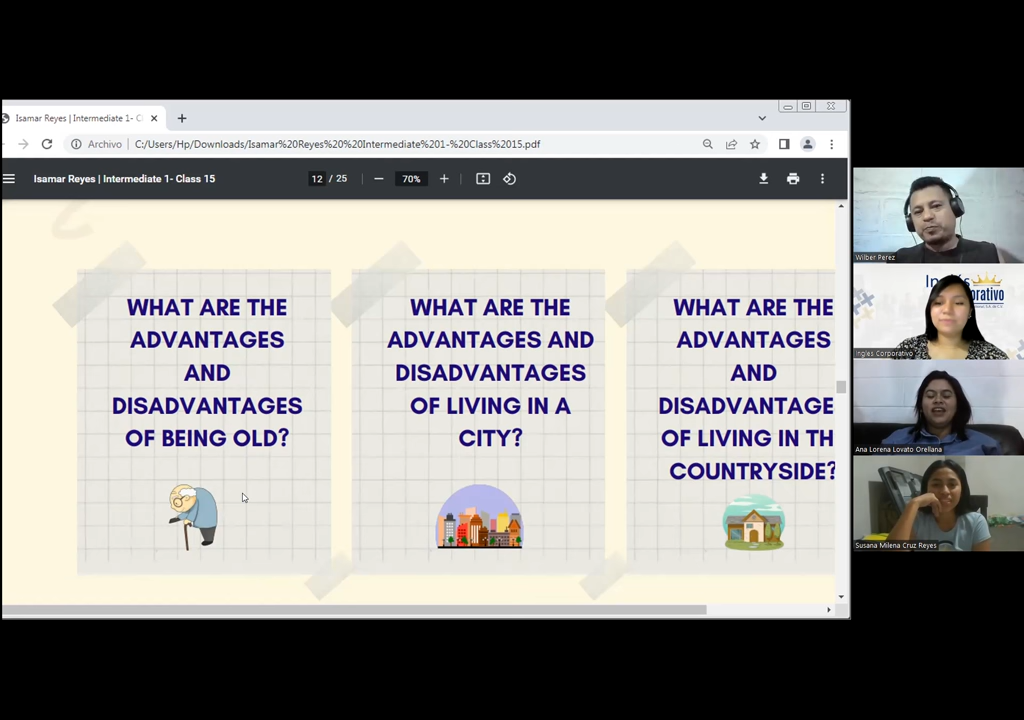 Isamar Reyes | Intermediate 1- C
Archivo
C:/Users/Hp/Downloads/Isamar%20Reyes%20%20Intermediate%201-%20Class%2015.pdf
Isamar Reyes | Intermediate 1- Class 15
12 / 25
70%
WHAT ARE THE
ADVANTAGES
AND
DISADVANTAGES
OF BEING OLD?
WHAT ARE THE
ADVANTAGES AND
DISADVANTAGES
OF LIVING IN A
CITY?
WHAT ARE THE
ADVANTAGES
AND
DISADVANTAGE
OF LIVING IN TH
COUNTRYSIDE?
Wilber Perez
Ingles Corporativo
Ana Lorena Lovato Orellana
Susana Milena Cruz Reyes